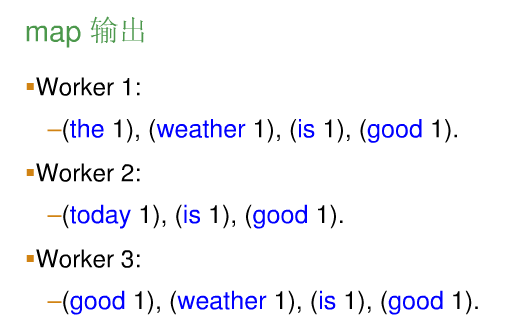 map 输出
▪Worker 1:
–(the 1), (weather 1), (is 1), (good 1).
▪Worker 2:
–(today 1), (is 1), (good 1).
▪Worker 3:
–(good 1), (weather 1), (is 1), (good 1).